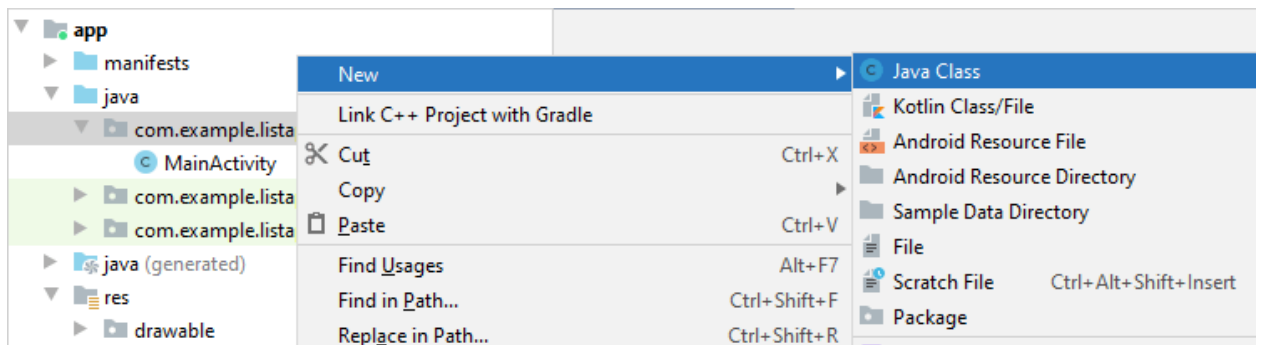 app
manifests
java
com.example.lista
MainActivity
com.example.lista
com.example.lista
java (generated)
res
drawable
New
Link C++ Project with Gradle
Cut Ctrl+X
Copy
Paste Ctrl+V
Find Usages Alt+F7
Find in Path... Ctrl+Shift+F
Replace in Path... Ctrl+Shift+R
Java Class
Kotlin Class/File
Android Resource File
Android Resource Directory
Sample Data Directory
File
Scratch File Ctrl+Alt+Shift+Insert
Package